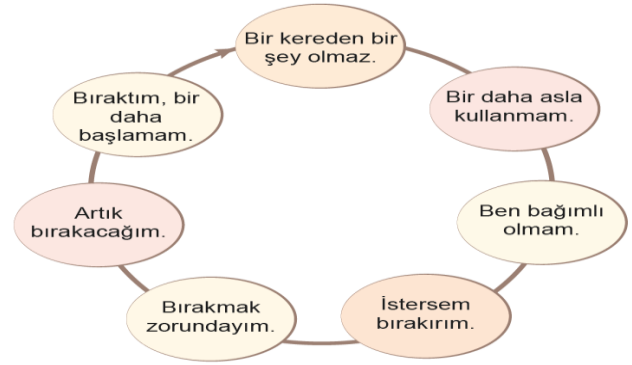 Bir kereden bir
şey olmaz.
Bir daha asla
kullanmam.
Ben bağımlı
olmam.
İstersem
bırakırım.
Bırakmak
zorundayım.
Artık
bırakacağım.
Bıraktım, bir
daha
başlamam.